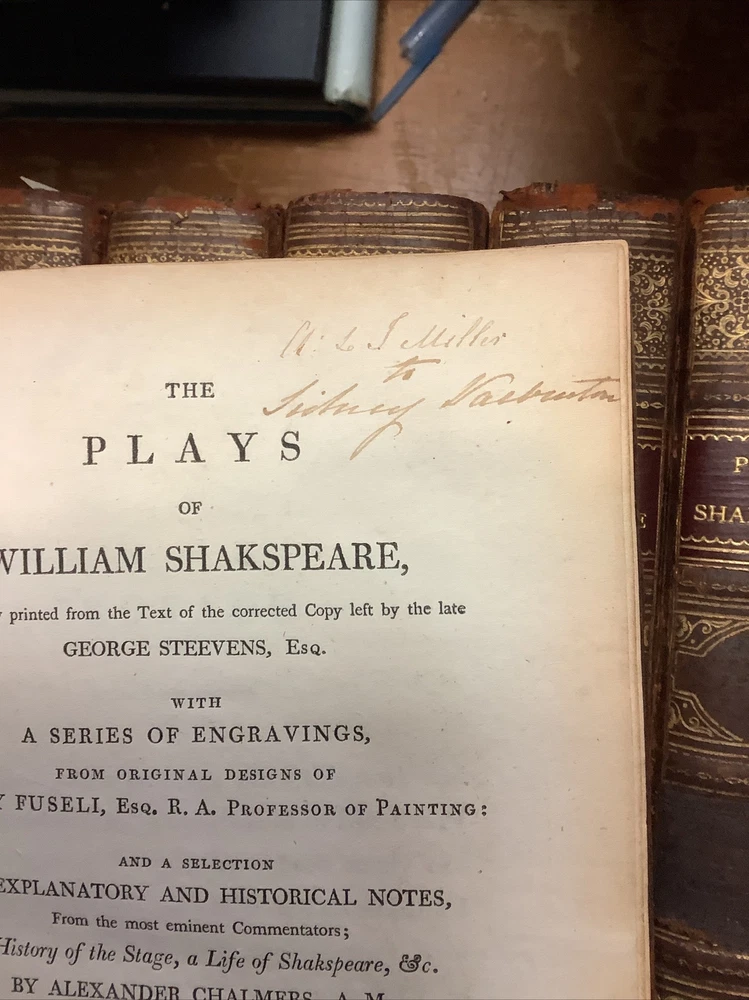 Miller
to
Sidney
THE
PLAYS
OF
WILLIAM SHAKSPEARE,
printed from the Text of the corrected Copy left by the late
GEORGE STEEVENS, Esq.
WITH
A SERIES OF ENGRAVINGS,
FROM ORIGINAL DESIGNS OF
FUSELI, Esq. R. A. Professor of Painting:
AND A SELECTION
EXPLANATORY AND HISTORICAL NOTES,
From the most eminent Commentators;
History of the Stage, a Life of Shakspeare, &c.
BY ALEXANDER CHALMERS, A. M.
E
P
SHA